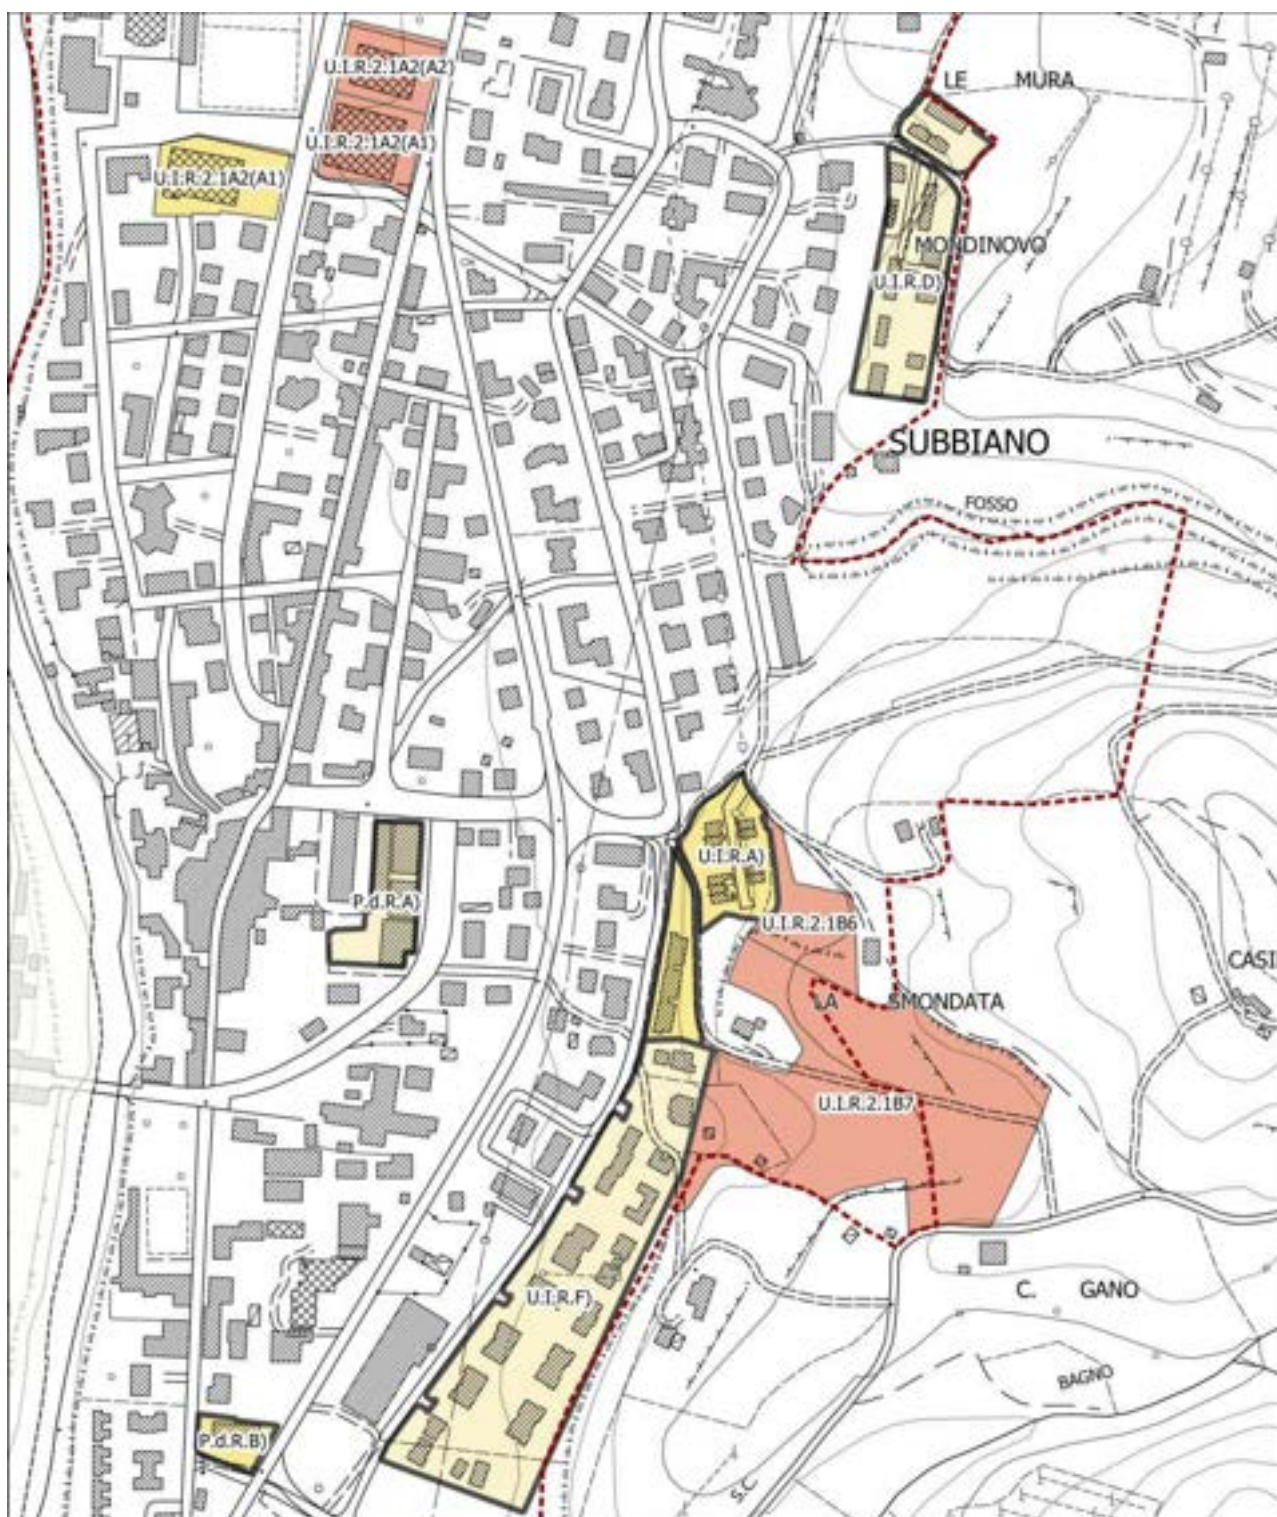 U.I.R.2.1A2(A2)
LE MURA
U.I.R.2.1A2(A1)
U.I.R.2.1A2(A1)
MONDINOVO
U.I.R.D)
SUBBIANO
FOSSO
U.I.R.A)
P.d.R.A)
U.I.R.2.1B6
CASI
LA SMONDATA
U.I.R.2.1B7
C. GANO
U.I.R.F)
BAGNO
P.d.R.B)
S.C.